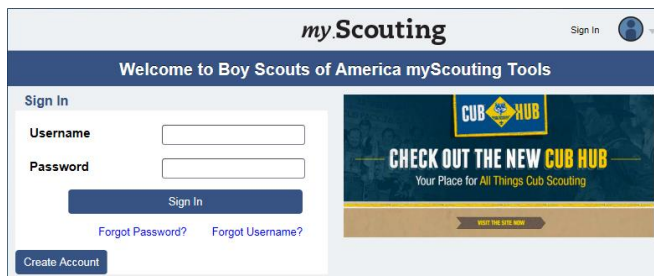 my.Scouting
Sign In
Welcome to Boy Scouts of America myScouting Tools
Sign In
Username
Password
Sign In
Forgot Password? Forgot Username?
Create Account
CUB HUB
CHECK OUT THE NEW CUB HUB
Your Place for All Things Cub Scouting
VISIT THE SITE NOW